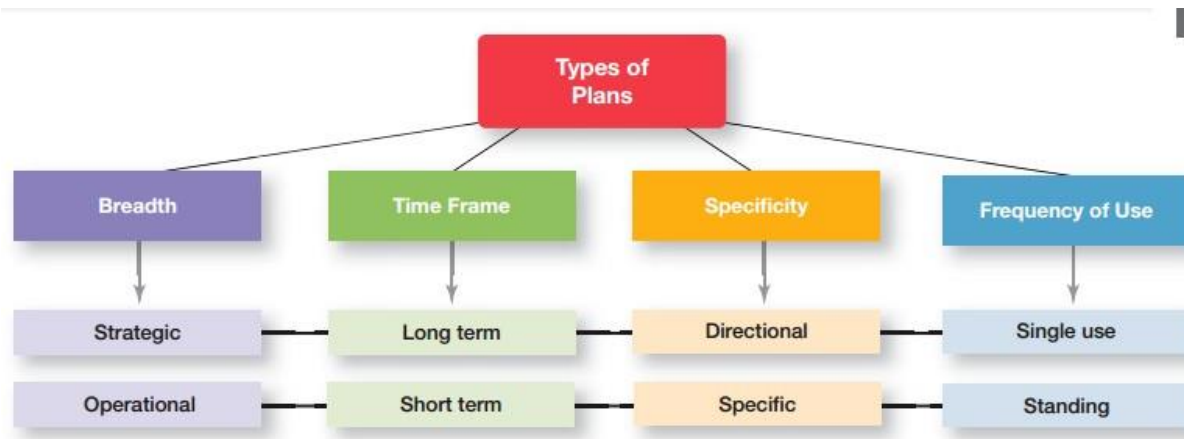 Types of
Plans
Breadth
Time Frame
Specificity
Frequency of Use
Strategic
Long term
Directional
Single use
Operational
Short term
Specific
Standing